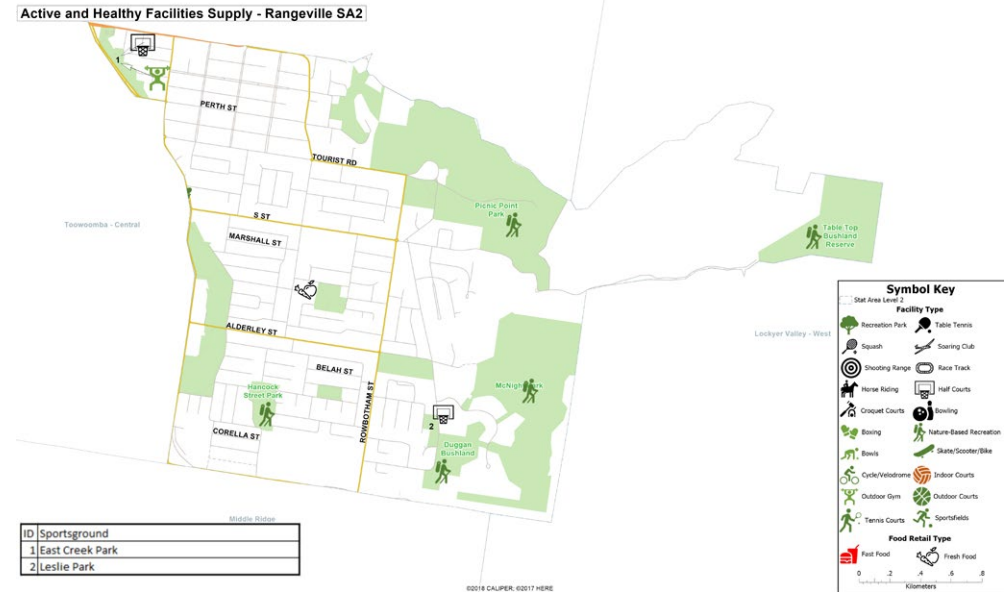 Active and Healthy Facilities Supply - Rangeville SA2
1
PERTH ST
TOURIST RD
Picnic Point
Park
S ST
Toowoomba - Central
MARSHALL ST
Table Top
Bushland
Reserve
ALDERLEY ST
Lockyer Valley - West
BELAH ST
Hancock
Street Park
ROWBOTHAM ST
2
CORELLA ST
Duggan
Bushland
Middle Ridge
ID Sportsground
1 East Creek Park
2 Leslie Park
©2018 CALIPER; ©2017 HERE
Symbol Key
Stat Area Level 2
Facility Type
Recreation Park Table Tennis
Squash Soaring Club
Shooting Range Race Track
Horse Riding Half Courts
Croquet Courts Bowling
Boxing Nature-Based Recreation
Bowls Skate/Scooter/Bike
Cycle/Velodrome Indoor Courts
Outdoor Gym Outdoor Courts
Tennis Courts Sportsfields
Food Retail Type
Fast Food Fresh Food
0 .2 .4 .6 .8
Kilometers